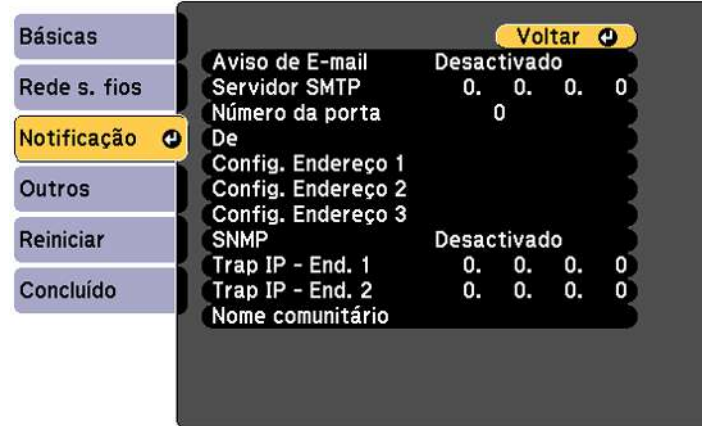 Básicas
Rede s. fios
Notificação
Outros
Reiniciar
Concluído
Voltar
Aviso de E-mail Desactivado
Servidor SMTP 0. 0. 0. 0
Número da porta 0
De
Config. Endereço 1
Config. Endereço 2
Config. Endereço 3
SNMP Desactivado
Trap IP - End. 1 0. 0. 0. 0
Trap IP - End. 2 0. 0. 0. 0
Nome comunitário